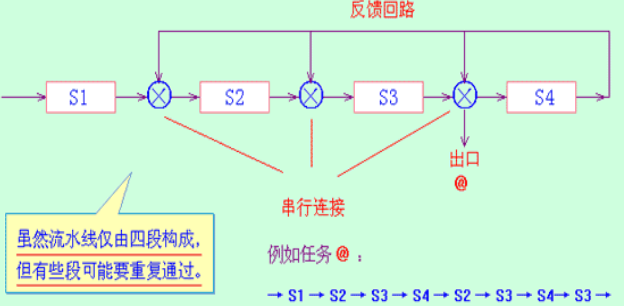 反馈回路
S1
S2
S3
S4
出口
@
串行连接
虽然流水线仅由四段构成，
但有些段可能要重复通过。
例如任务@：
→ S1 → S2 → S3 → S4 → S2 → S3 → S4→ S3 →